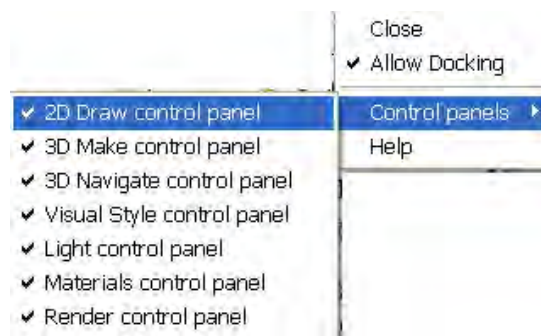 Close
✔ Allow Docking
Control panels
Help
✔ 2D Draw control panel
✔ 3D Make control panel
✔ 3D Navigate control panel
✔ Visual Style control panel
✔ Light control panel
✔ Materials control panel
✔ Render control panel